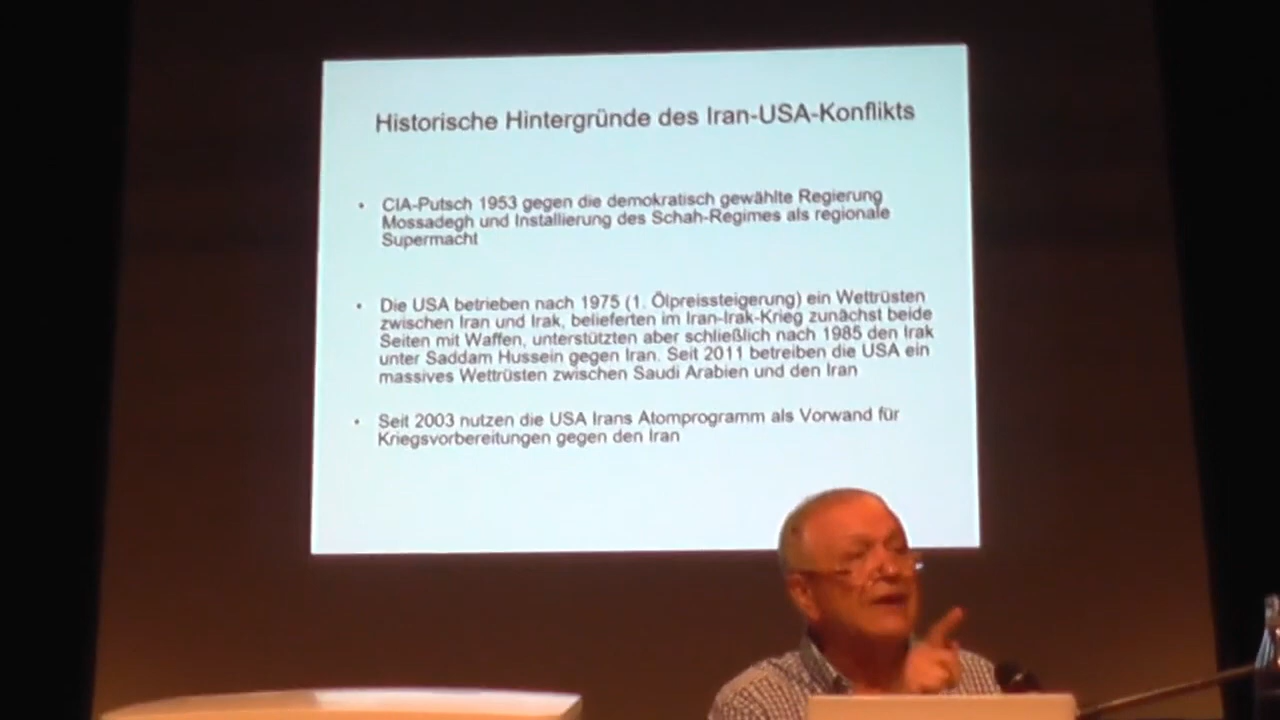 Historische Hintergründe des Iran-USA-Konflikts
• CIA-Putsch 1953 gegen die demokratisch gewählte Regierung
Mossadegh und Installierung des Schah-Regimes als regionale
Supermacht
• Die USA betrieben nach 1975 (1. Ölpreissteigerung) ein Wettrüsten
zwischen Iran und Irak, belieferten im Iran-Irak-Krieg zunächst beide
Seiten mit Waffen, unterstützten aber schließlich nach 1985 den Irak
unter Saddam Hussein gegen Iran. Seit 2011 betreiben die USA ein
massives Wettrüsten zwischen Saudi Arabien und den Iran
• Seit 2003 nutzen die USA Irans Atomprogramm als Vorwand für
Kriegsvorbereitungen gegen den Iran